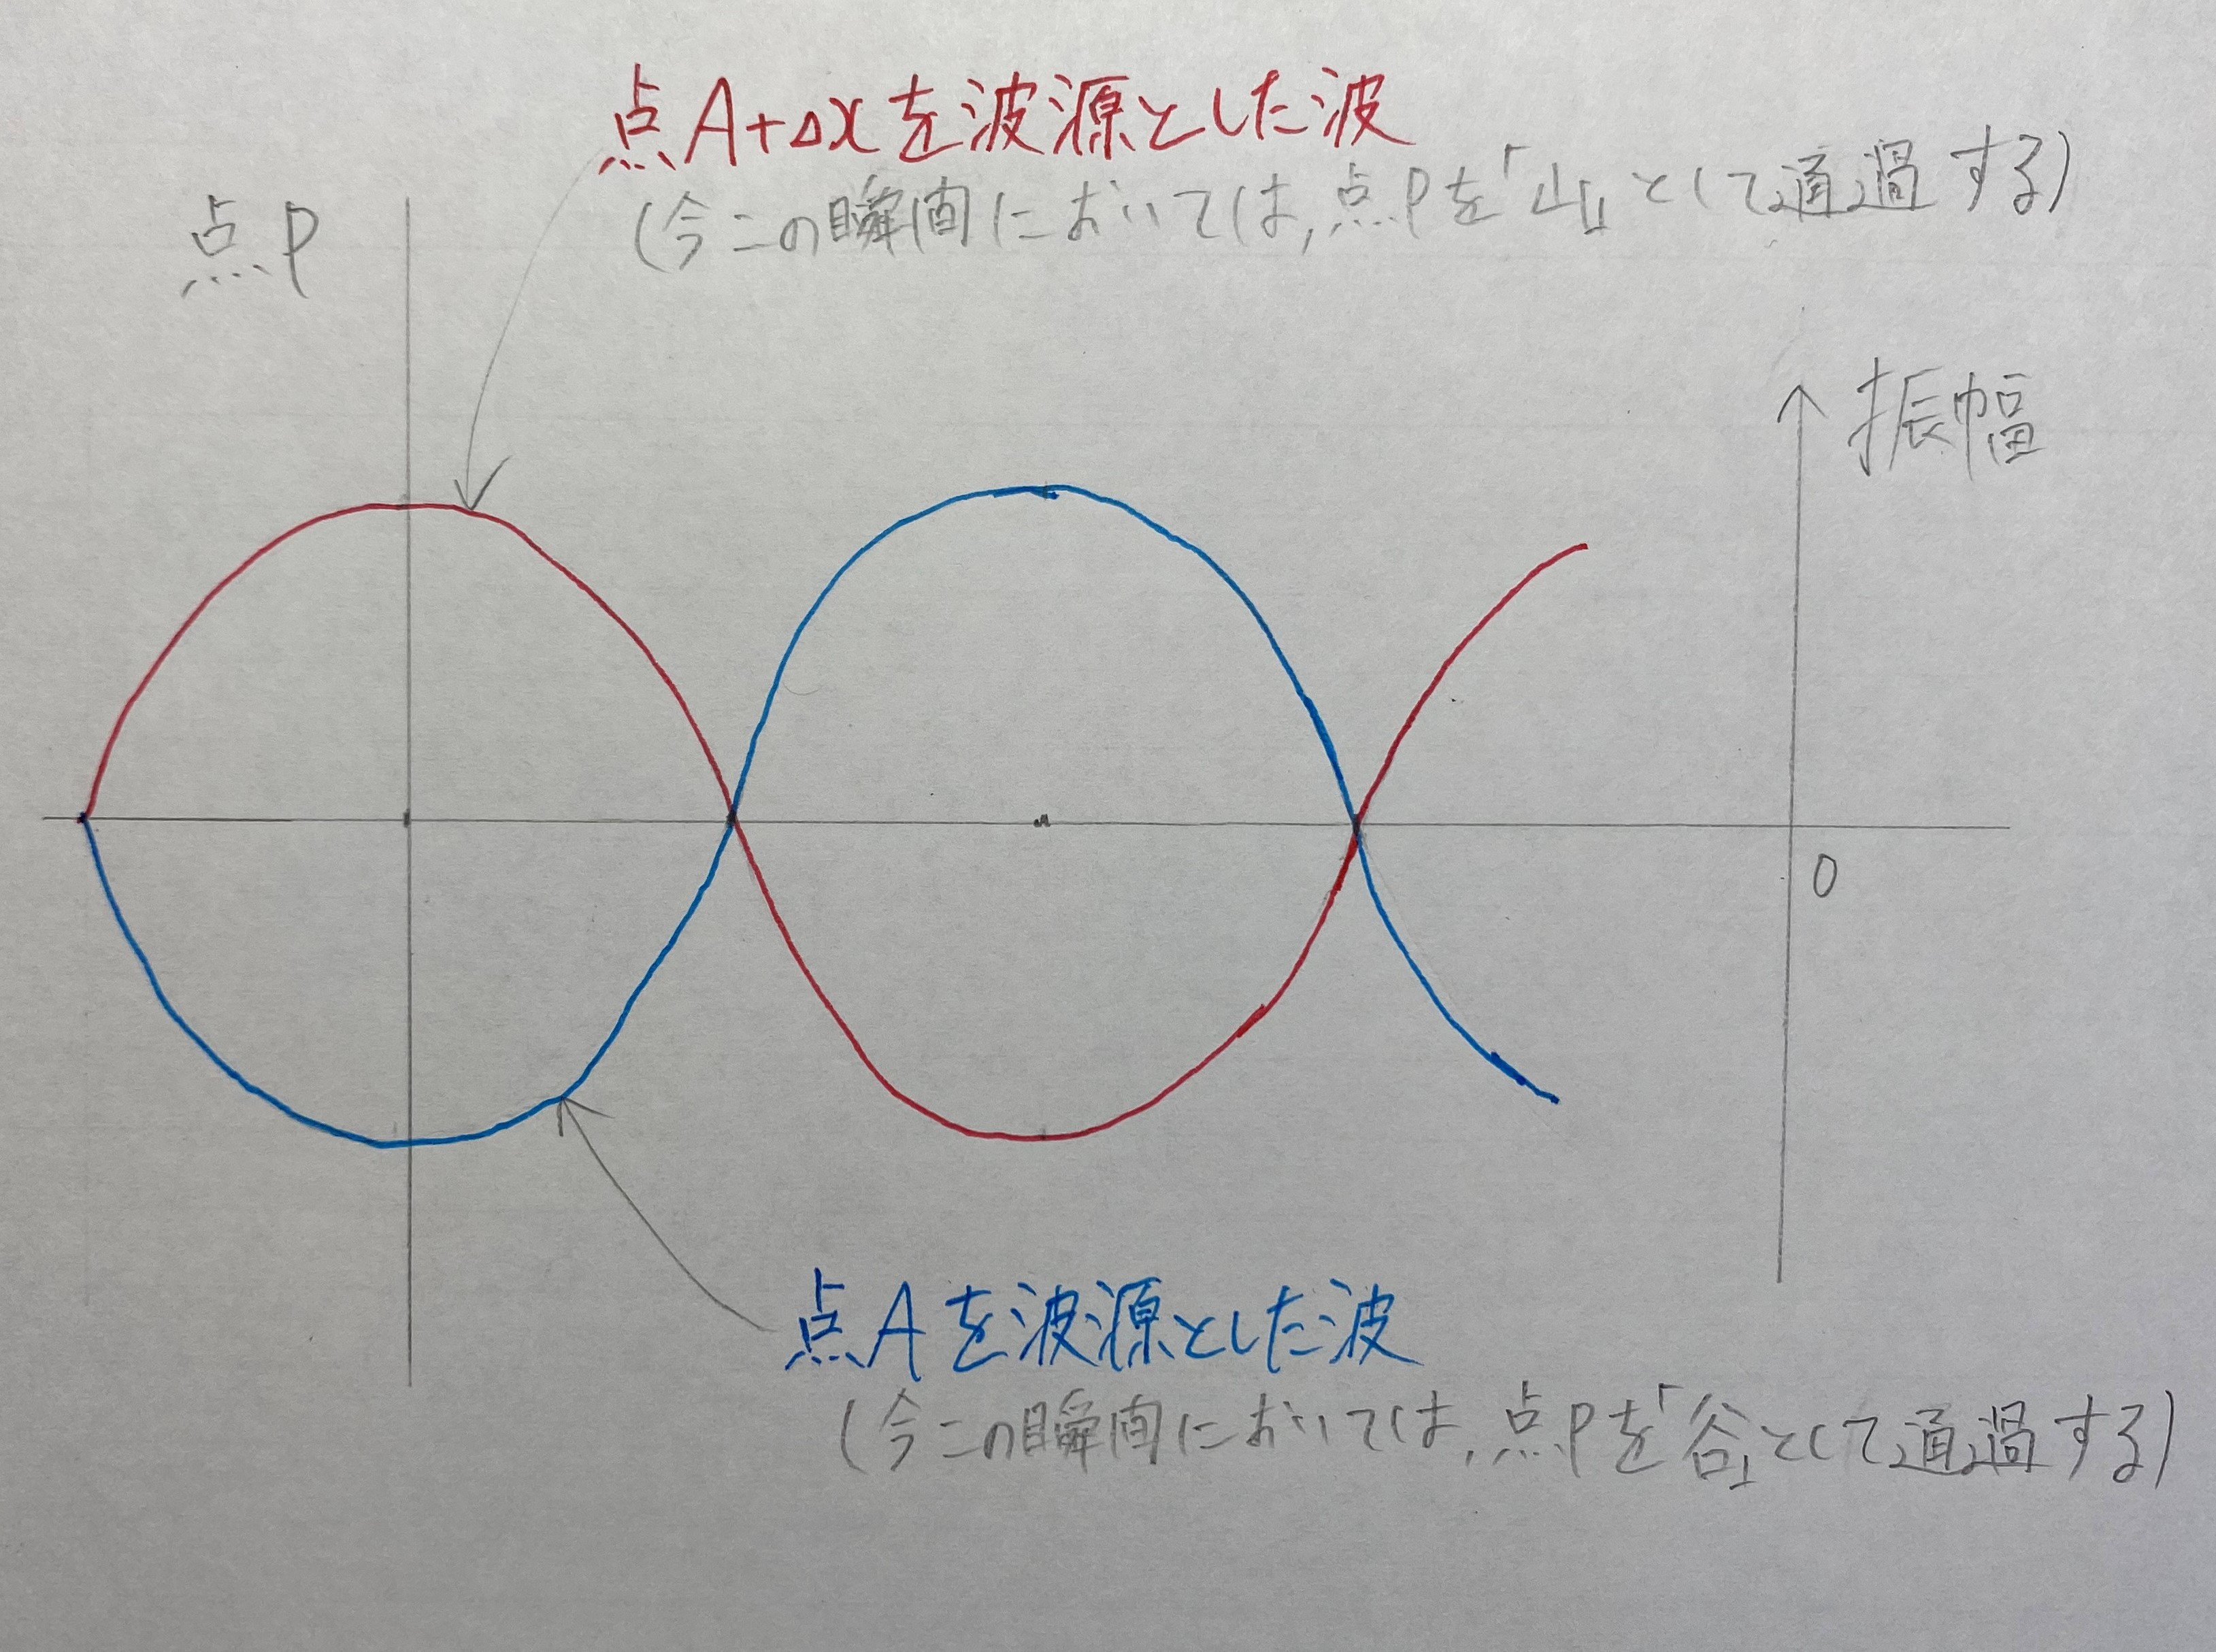 点A+Δxを波源とした波
(今この瞬間においては,点Pを「山」として通過する)
点P
振幅
0
点Aを波源とした波
(今この瞬間においては,点Pを「谷」として通過する)